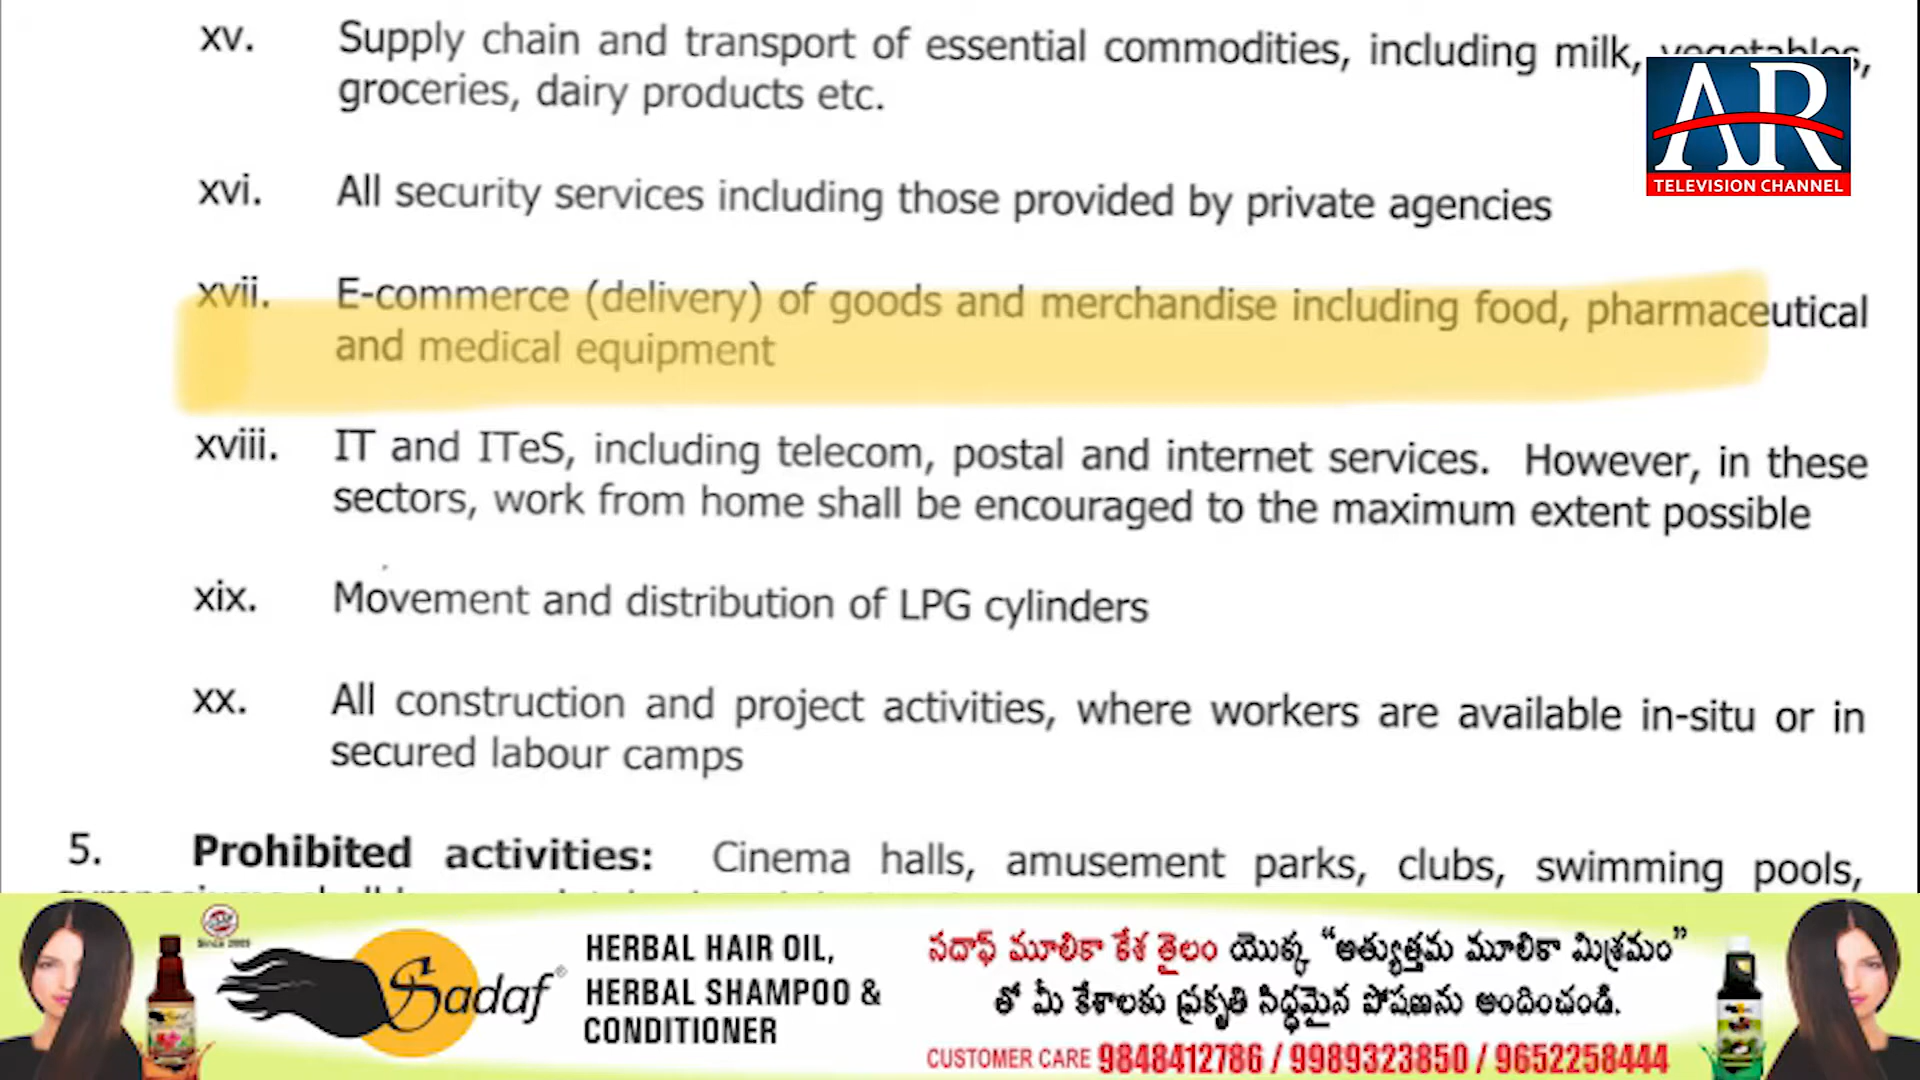 xv. Supply chain and transport of essential commodities, including milk, vegetables,
groceries, dairy products etc.
AR
TELEVISION CHANNEL
xvi. All security services including those provided by private agencies
xvii. E-commerce (delivery) of goods and merchandise including food, pharmaceutical
and medical equipment
xviii. IT and ITeS, including telecom, postal and internet services. However, in these
sectors, work from home shall be encouraged to the maximum extent possible
xix. Movement and distribution of LPG cylinders
xx. All construction and project activities, where workers are available in-situ or in
secured labour camps
5. Prohibited activities: Cinema halls, amusement parks, clubs, swimming pools,
Since 2005
Sadaf
HERBAL HAIR OIL,
HERBAL SHAMPOO &
CONDITIONER
సదాఫ్ మూలికా కేశ తైలం యొక్క “అత్యుత్తమ మూలికా మిశ్రమం”
తో మీ కేశాలకు ప్రకృతి సిద్ధమైన పోషణను అందించండి.
CUSTOMER CARE 9848412786 / 9989323850 / 9652258444